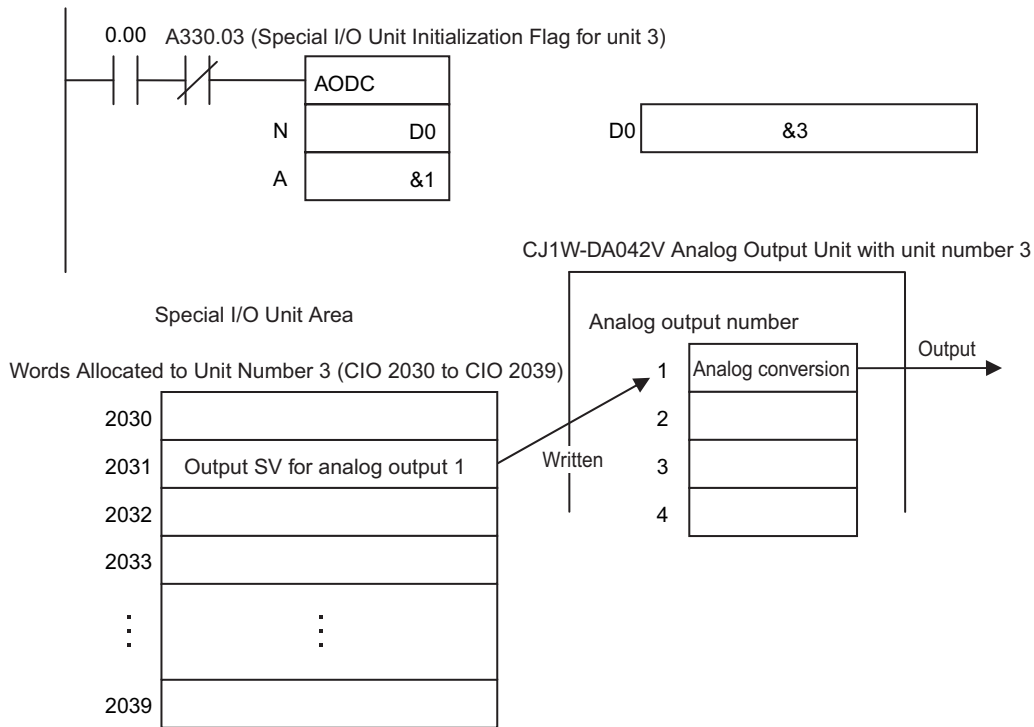 0.00 A330.03 (Special I/O Unit Initialization Flag for unit 3)
AODC
N D0
A &1
D0 &3
CJ1W-DA042V Analog Output Unit with unit number 3
Special I/O Unit Area
Analog output number
Words Allocated to Unit Number 3 (CIO 2030 to CIO 2039)
1 Analog conversion Output
2030
2
2031 Output SV for analog output 1
Written
3
2032
4
2033
⋮ ⋮
2039